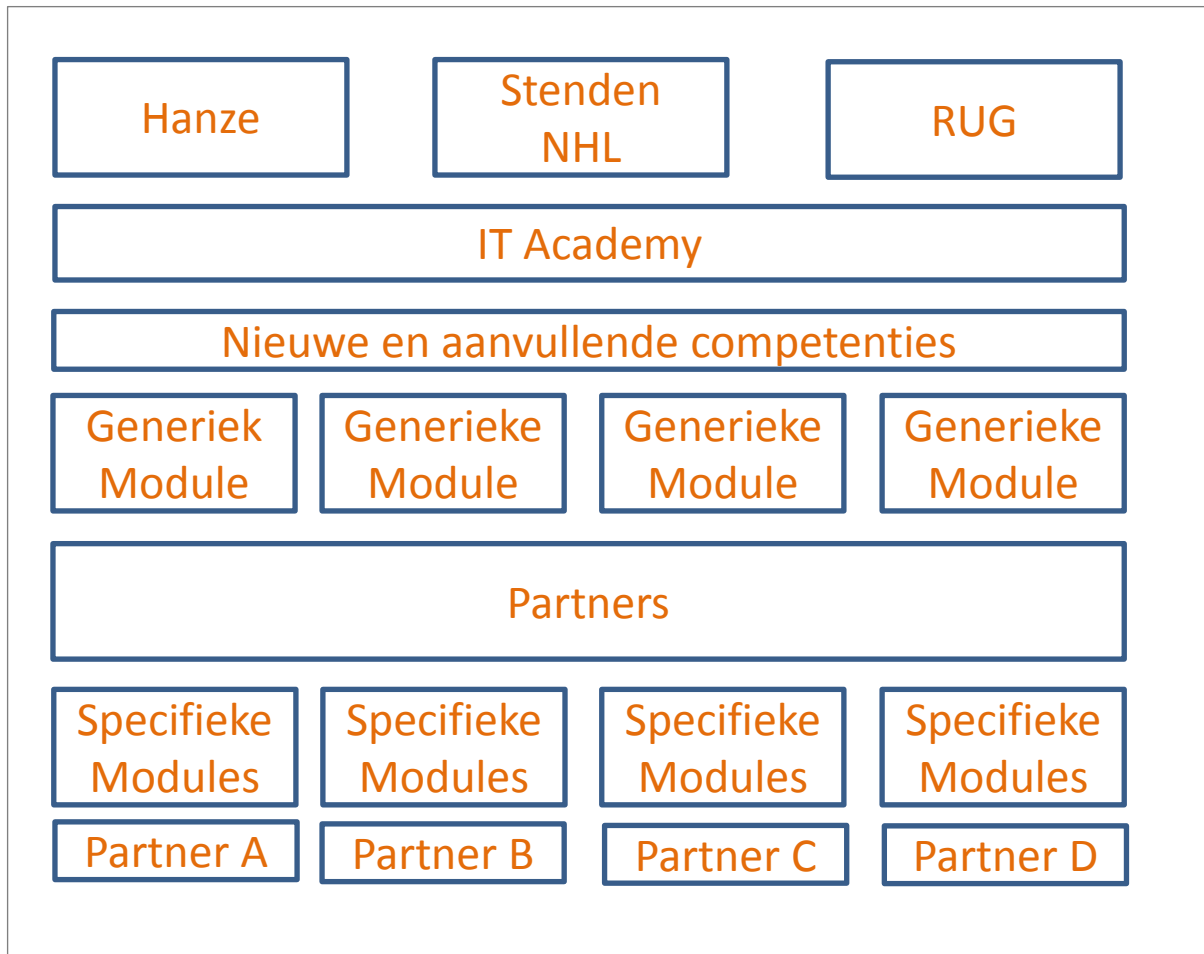 Hanze
Stenden
NHL
RUG
IT Academy
Nieuwe en aanvullende competenties
Generiek
Module
Generieke
Module
Generieke
Module
Generieke
Module
Partners
Specifieke
Modules
Specifieke
Modules
Specifieke
Modules
Specifieke
Modules
Partner A
Partner B
Partner C
Partner D